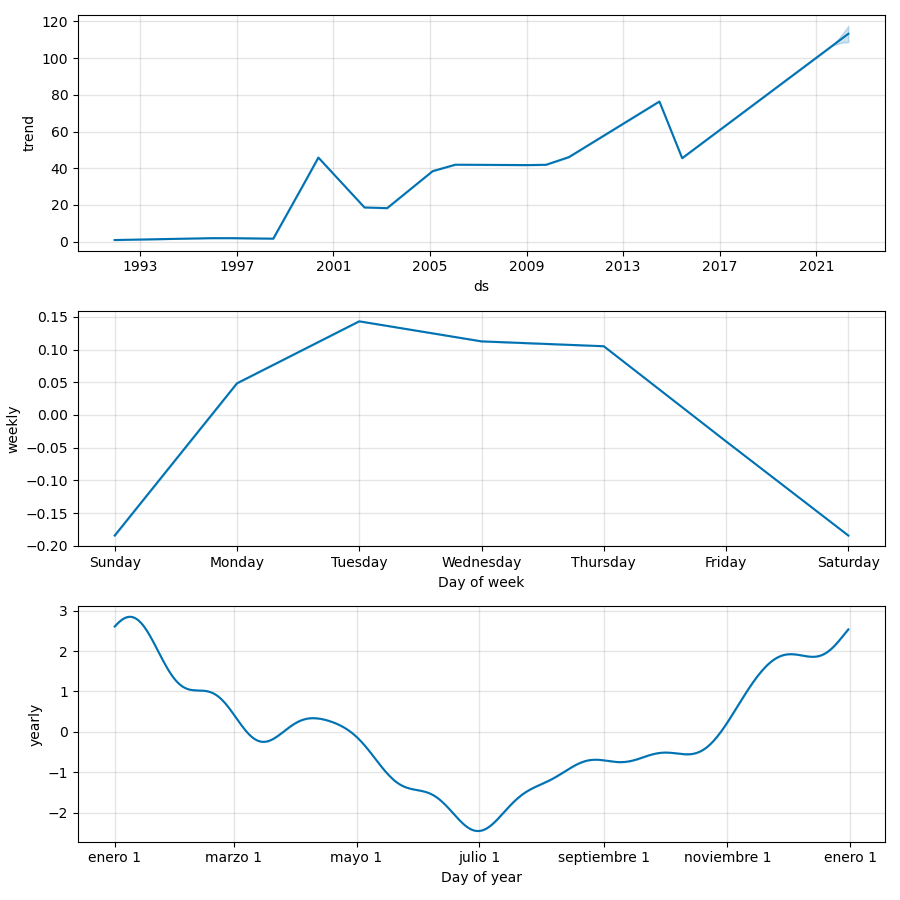 120
100
80
60
40
20
0
trend
1993 1997 2001 2005 2009 2013 2017 2021
ds
0.15
0.10
0.05
0.00
−0.05
−0.10
−0.15
−0.20
weekly
Sunday Monday Tuesday Wednesday Thursday Friday Saturday
Day of week
3
2
1
0
−1
−2
yearly
enero 1 marzo 1 mayo 1 julio 1 septiembre 1 noviembre 1 enero 1
Day of year